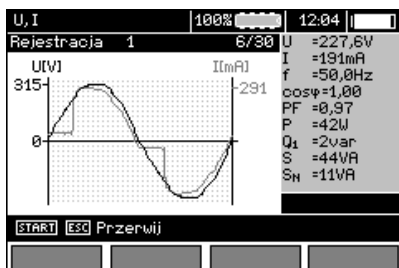 U,I 100% 12:04
Rejestracja 1 6/30
U =227,6V
I =191mA
f =50,0Hz
cosφ=1,00
PF =0,97
P =42W
Q₁ =2var
S =44VA
Sɴ =11VA
U[V] I[mA]
315 291
0
START ESC Przerwij